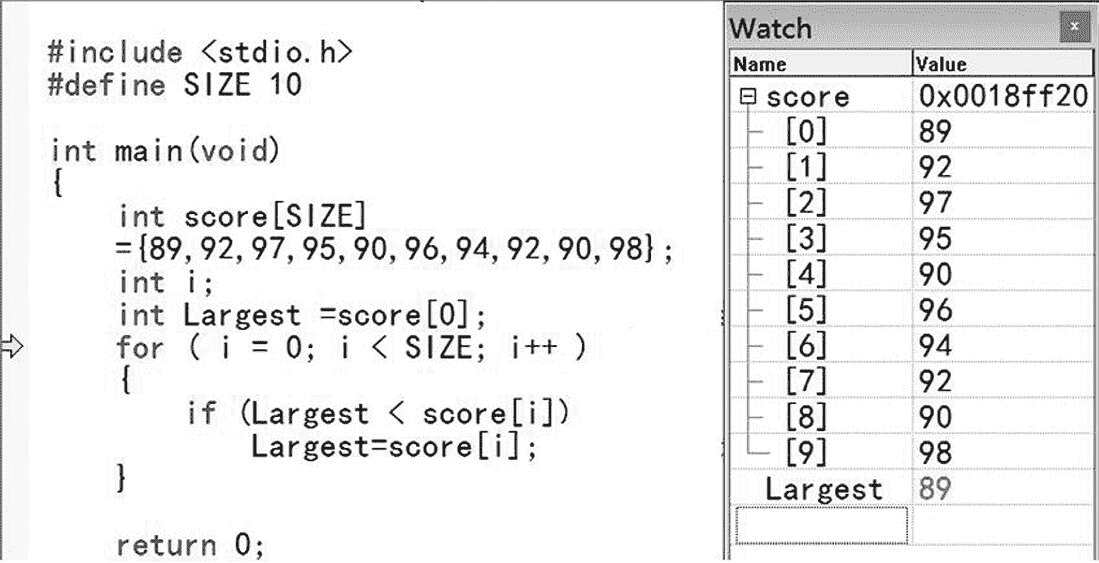 #include <stdio.h>
#define SIZE 10
int main(void)
{
int score[SIZE]
={89,92,97,95,90,96,94,92,90,98};
int i;
int Largest =score[0];
for ( i = 0; i < SIZE; i++ )
{
if (Largest < score[i])
Largest=score[i];
}
return 0;
Watch
Name Value
score 0x0018ff20
[0] 89
[1] 92
[2] 97
[3] 95
[4] 90
[5] 96
[6] 94
[7] 92
[8] 90
[9] 98
Largest 89